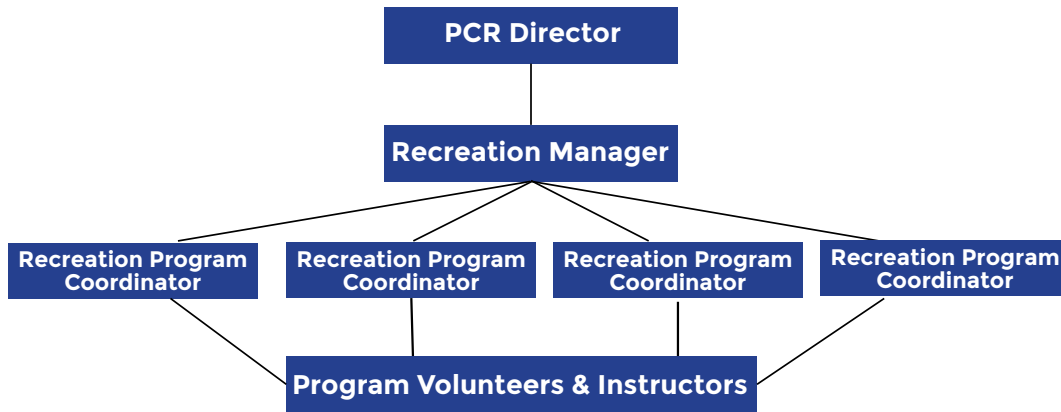 PCR Director
Recreation Manager
Recreation Program
Coordinator
Recreation Program
Coordinator
Recreation Program
Coordinator
Recreation Program
Coordinator
Program Volunteers & Instructors